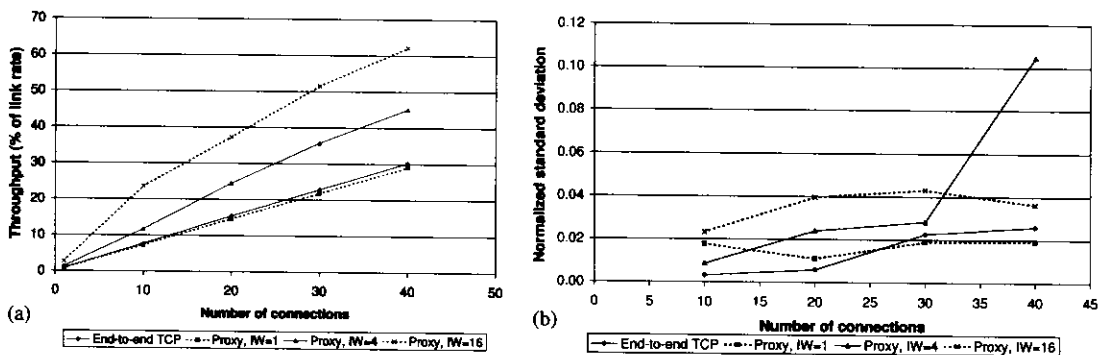 70
60
50
40
30
20
10
0
Throughput (% of link rate)
0 10 20 30 40 50
Number of connections
(a)
End-to-end TCP Proxy, IW=1 Proxy, IW=4 Proxy, IW=16
0.12
0.10
0.08
0.06
0.04
0.02
0.00
Normalized standard deviation
0 5 10 15 20 25 30 35 40 45
Number of connections
(b)
End-to-end TCP Proxy, IW=1 Proxy, IW=4 Proxy, IW=16